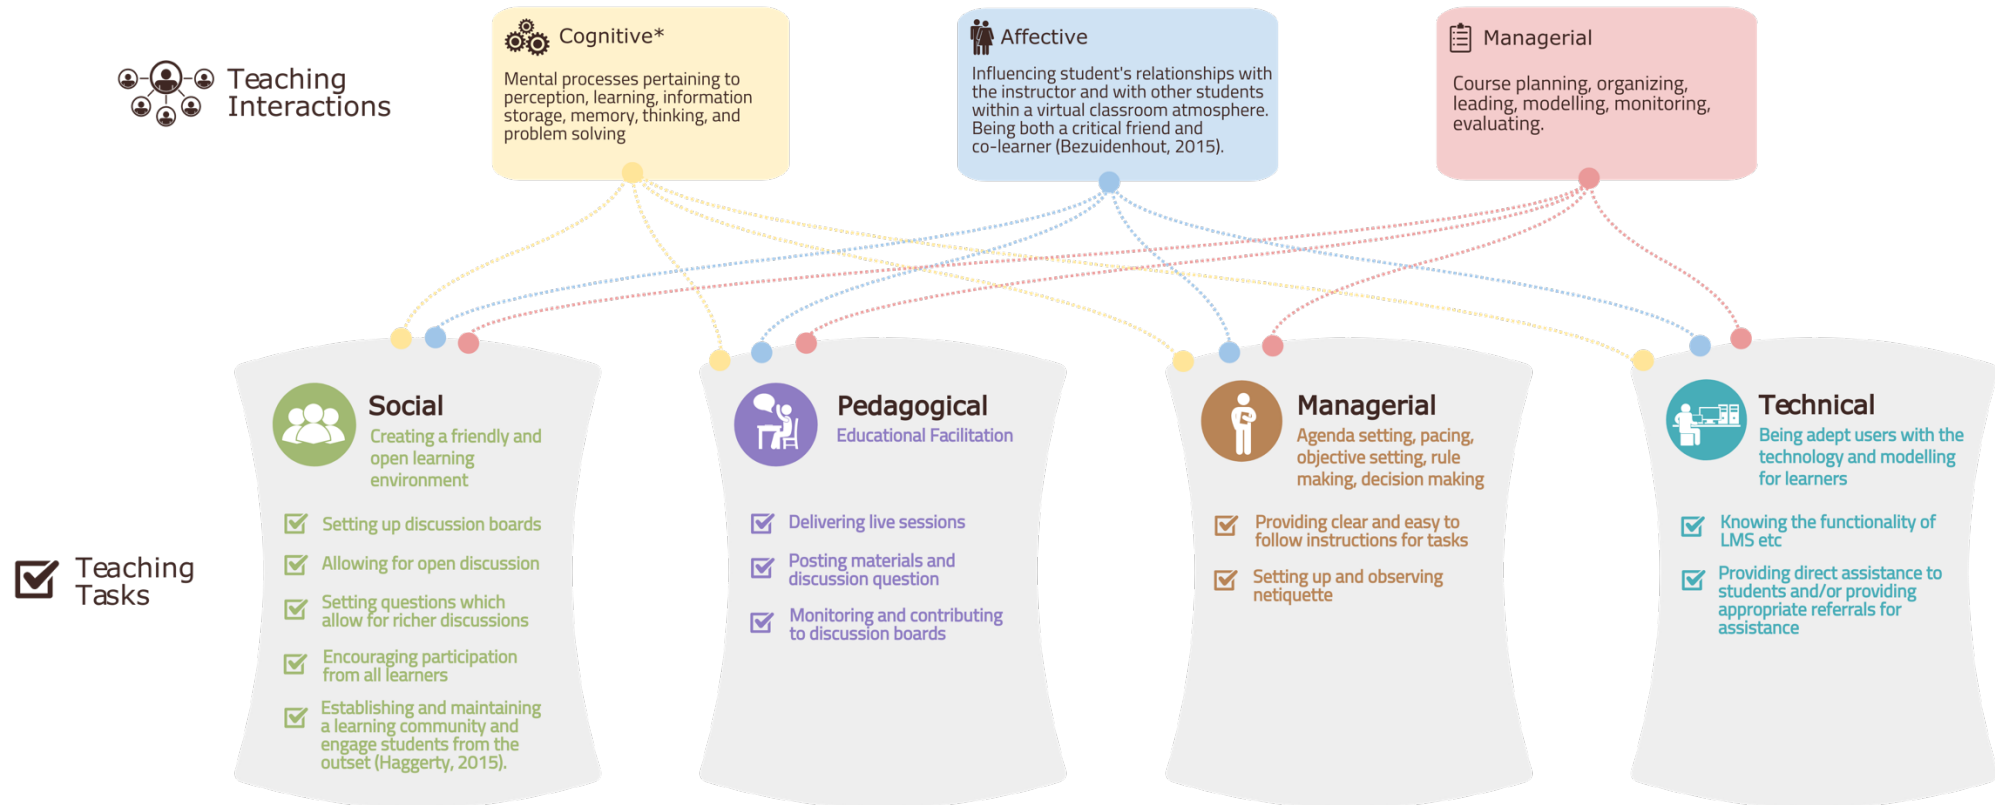 Teaching
Interactions
Cognitive*
Mental processes pertaining to
perception, learning, information
storage, memory, thinking, and
problem solving
Affective
Influencing student's relationships with
the instructor and with other students
within a virtual classroom atmosphere.
Being both a critical friend and
co-learner (Bezuidenhout, 2015).
Managerial
Course planning, organizing,
leading, modelling, monitoring,
evaluating.
Teaching
Tasks
Social
Creating a friendly and
open learning
environment
Setting up discussion boards
Allowing for open discussion
Setting questions which
allow for richer discussions
Encouraging participation
from all learners
Establishing and maintaining
a learning community and
engage students from the
outset (Haggerty, 2015).
Pedagogical
Educational Facilitation
Delivering live sessions
Posting materials and
discussion question
Monitoring and contributing
to discussion boards
Managerial
Agenda setting, pacing,
objective setting, rule
making, decision making
Providing clear and easy to
follow instructions for tasks
Setting up and observing
netiquette
Technical
Being adept users with the
technology and modelling
for learners
Knowing the functionality of
LMS etc
Providing direct assistance to
students and/or providing
appropriate referrals for
assistance